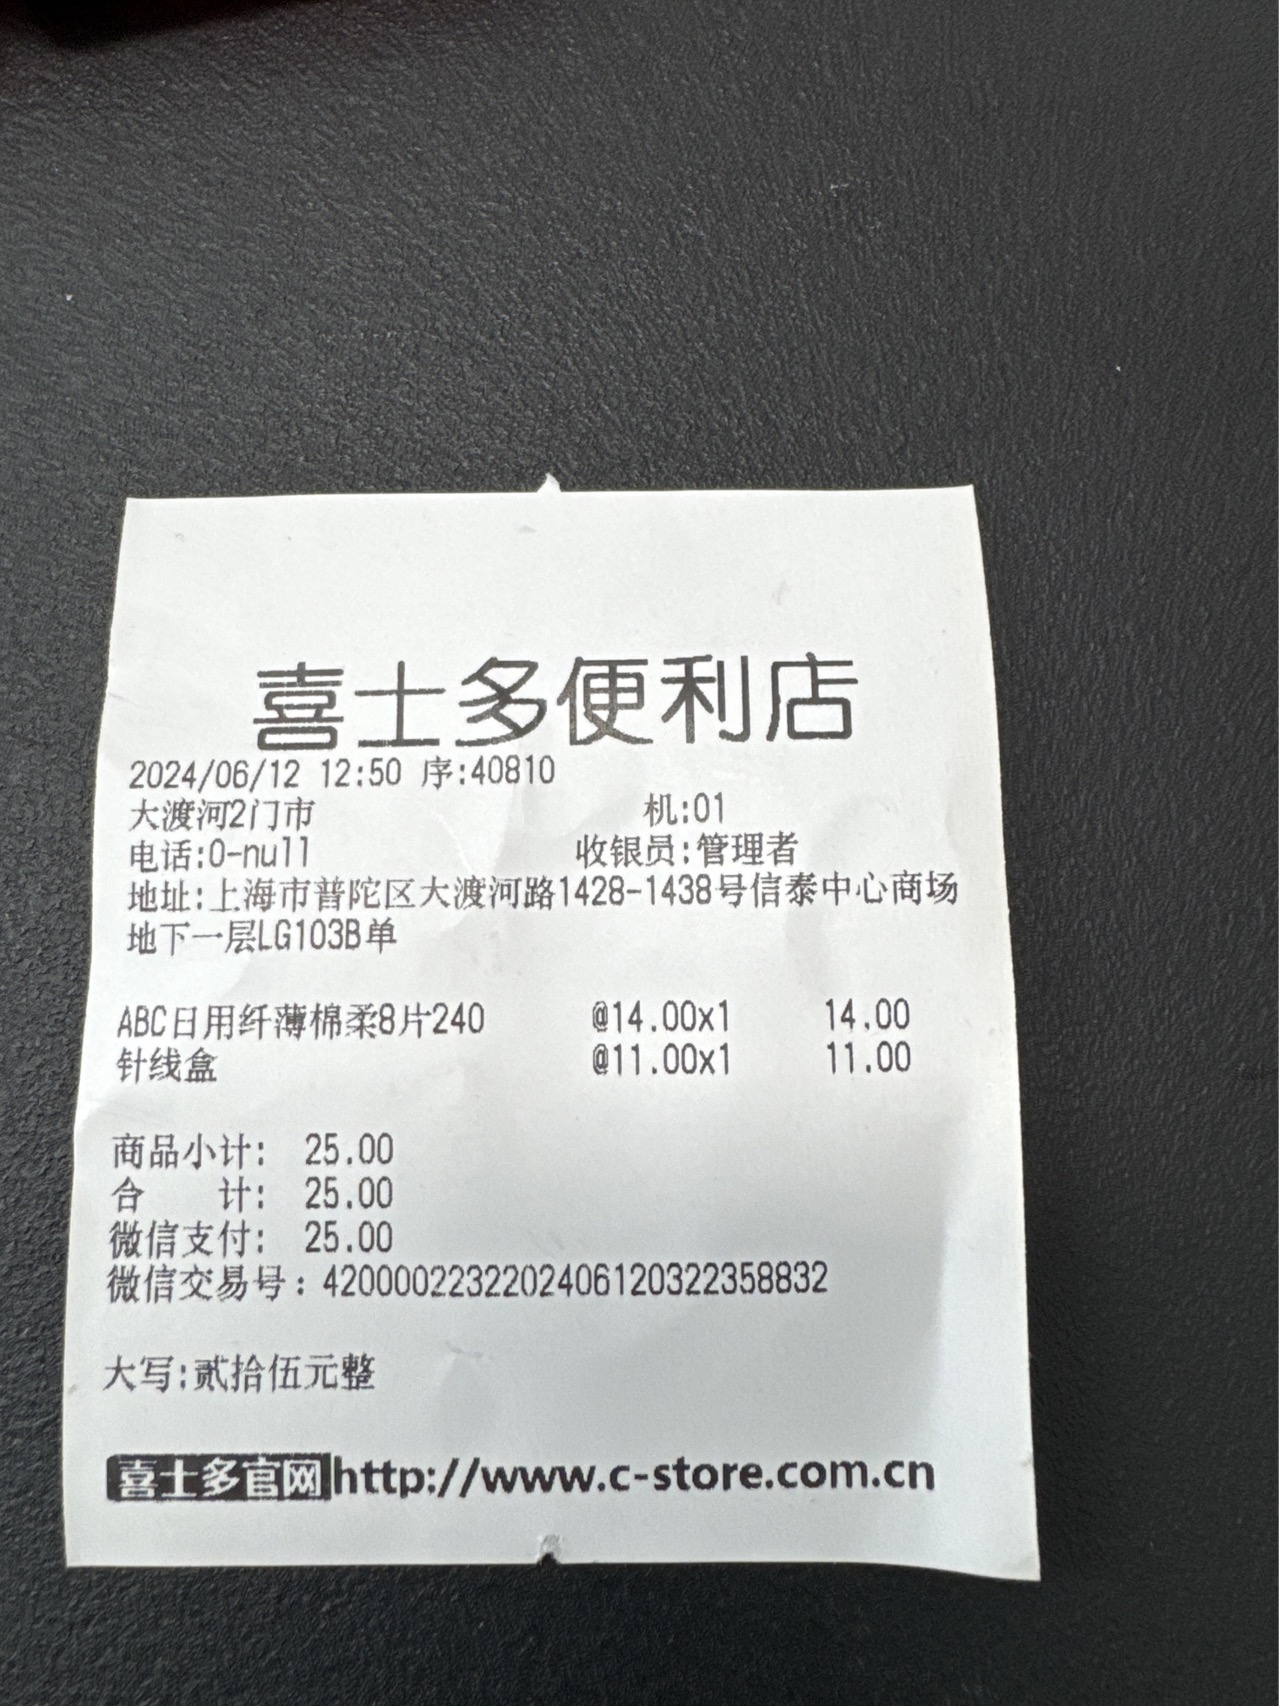 喜士多便利店
2024/06/12 12:50 序:40810
大渡河2门市 机:01
电话:0-null 收银员:管理者
地址:上海市普陀区大渡河路1428-1438号信泰中心商场
地下一层LG103B单
ABC日用纤薄棉柔8片240 @14.00x1 14.00
针线盒 @11.00x1 11.00
商品小计: 25.00
合 计: 25.00
微信支付: 25.00
微信交易号: 4200002232202406120322358832
大写:贰拾伍元整
喜士多官网http://www.c-store.com.cn